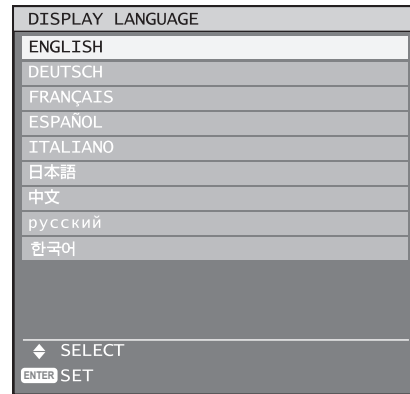 DISPLAY LANGUAGE
ENGLISH
DEUTSCH
FRANÇAIS
ESPAÑOL
ITALIANO
日本語
中文
русский
한국어
SELECT
ENTER SET